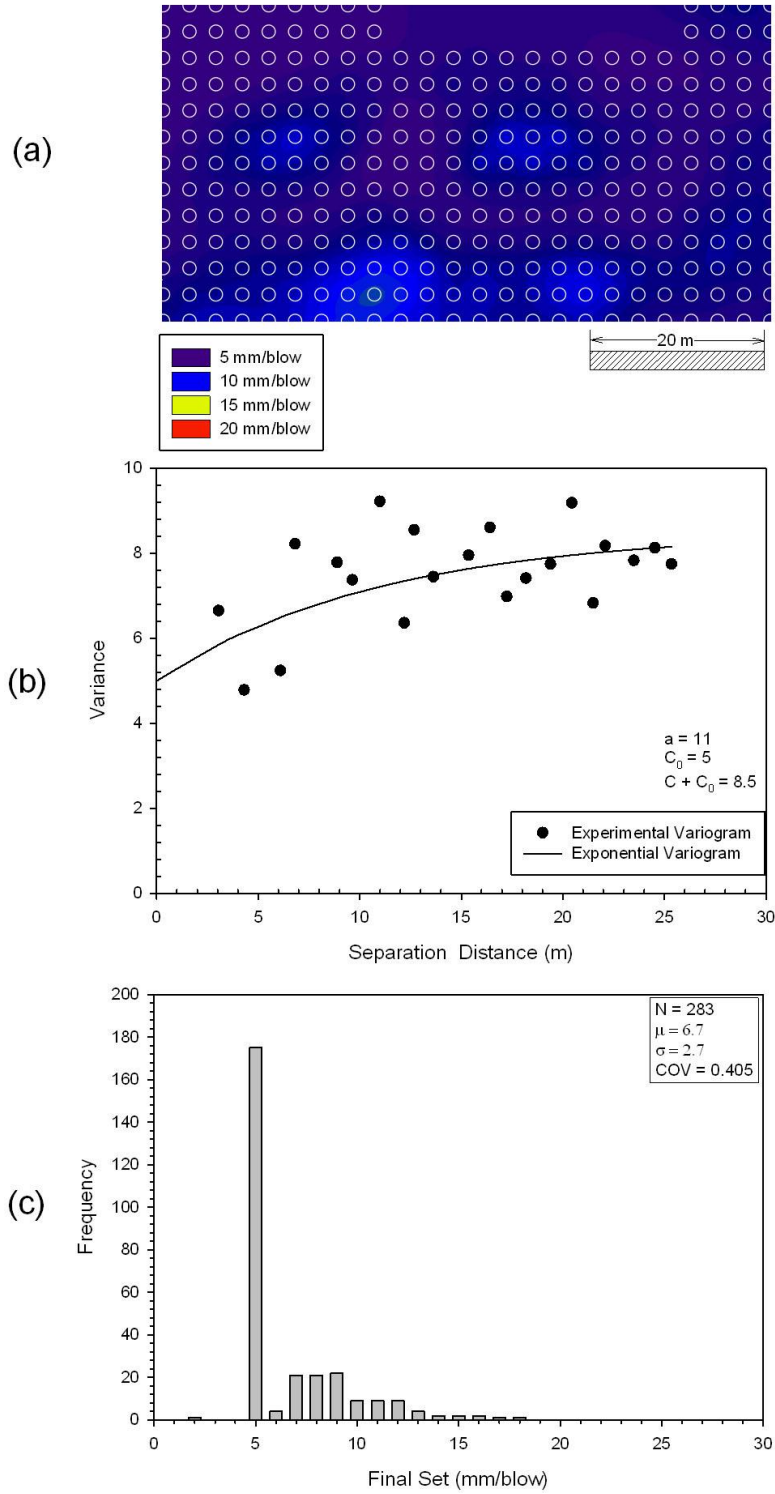 (a)
20 m
5 mm/blow
10 mm/blow
15 mm/blow
20 mm/blow
(b)
10
8
6
4
2
0
Variance
a = 11
C₀ = 5
C + C₀ = 8.5
Experimental Variogram
Exponential Variogram
0 5 10 15 20 25 30
Separation Distance (m)
(c)
200
180
160
140
120
100
80
60
40
20
0
Frequency
N = 283
μ = 6.7
σ = 2.7
COV = 0.405
0 5 10 15 20 25 30
Final Set (mm/blow)